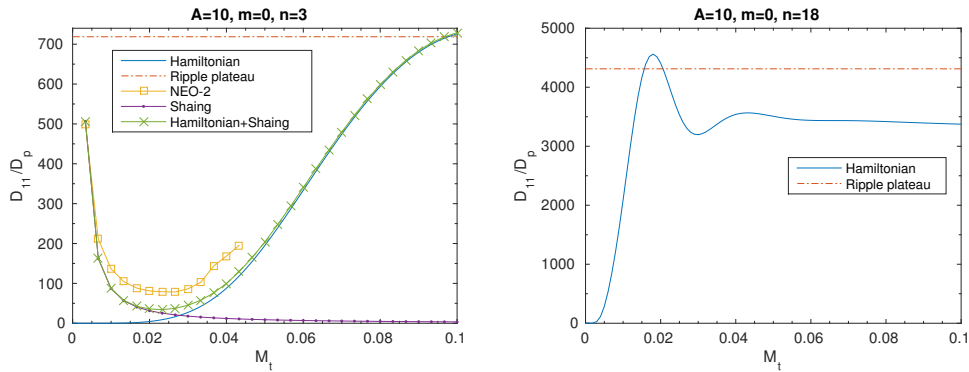 A=10, m=0, n=3
700
600
500
400
300
200
100
0
0
0.02
0.04
0.06
0.08
0.1
D11/Dp
Mt
Hamiltonian
Ripple plateau
NEO-2
Shaing
Hamiltonian+Shaing
A=10, m=0, n=18
5000
4000
3000
2000
1000
0
0
0.02
0.04
0.06
0.08
0.1
D11/Dp
Mt
Hamiltonian
Ripple plateau